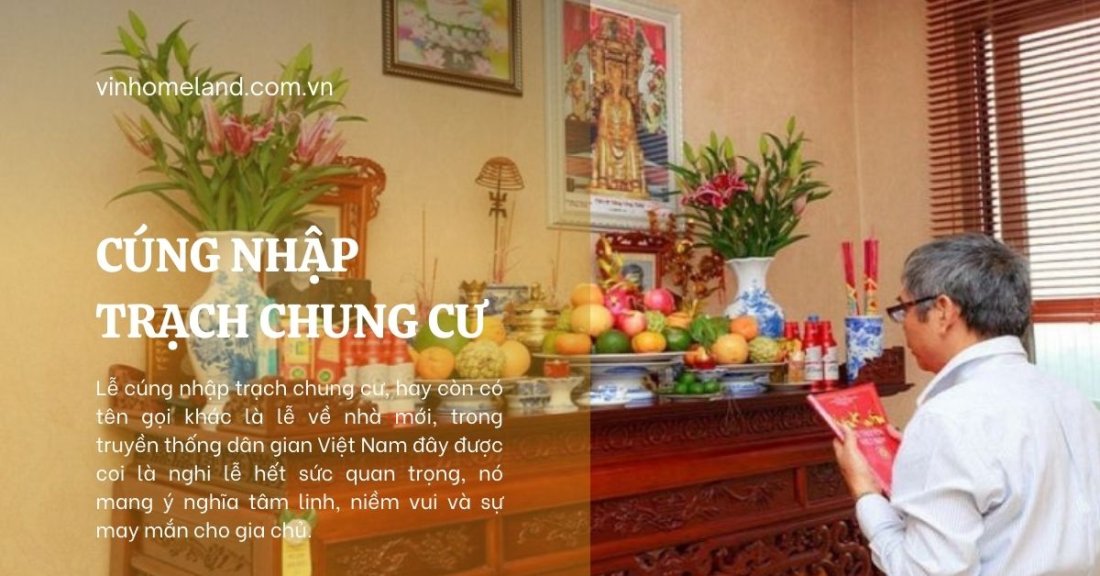 vinhomeland.com.vn
CÚNG NHẬP
TRẠCH CHUNG CƯ
Lễ cúng nhập trạch chung cư, hay còn có
tên gọi khác là lễ về nhà mới, trong
truyền thống dân gian Việt Nam đây được
coi là nghi lễ hết sức quan trọng, nó
mang ý nghĩa tâm linh, niềm vui và sự
may mắn cho gia chủ.